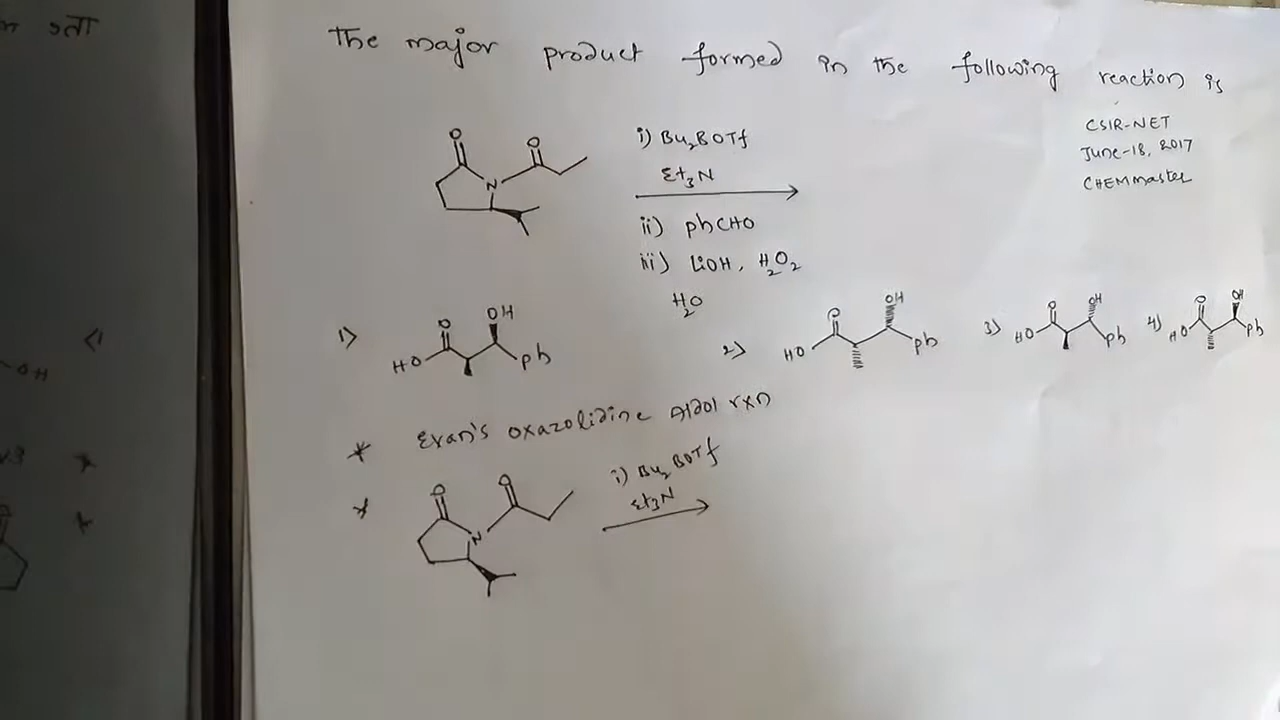 न उता
The major product formed in the following reaction is
CSIR-NET
June-18, 2017
CHEMmaster
O
O
N
i) Bu2BOTf
Et3N
ii) phCHO
iii) LiOH, H2O2
H2O
1)
HO
O
OH
ph
2)
HO
O
OH
ph
3)
HO
O
OH
ph
4)
HO
O
OH
ph
OH
* Evan's oxazolidine Aldol rxn
*
O
O
N
i) Bu2BOTf
Et3N